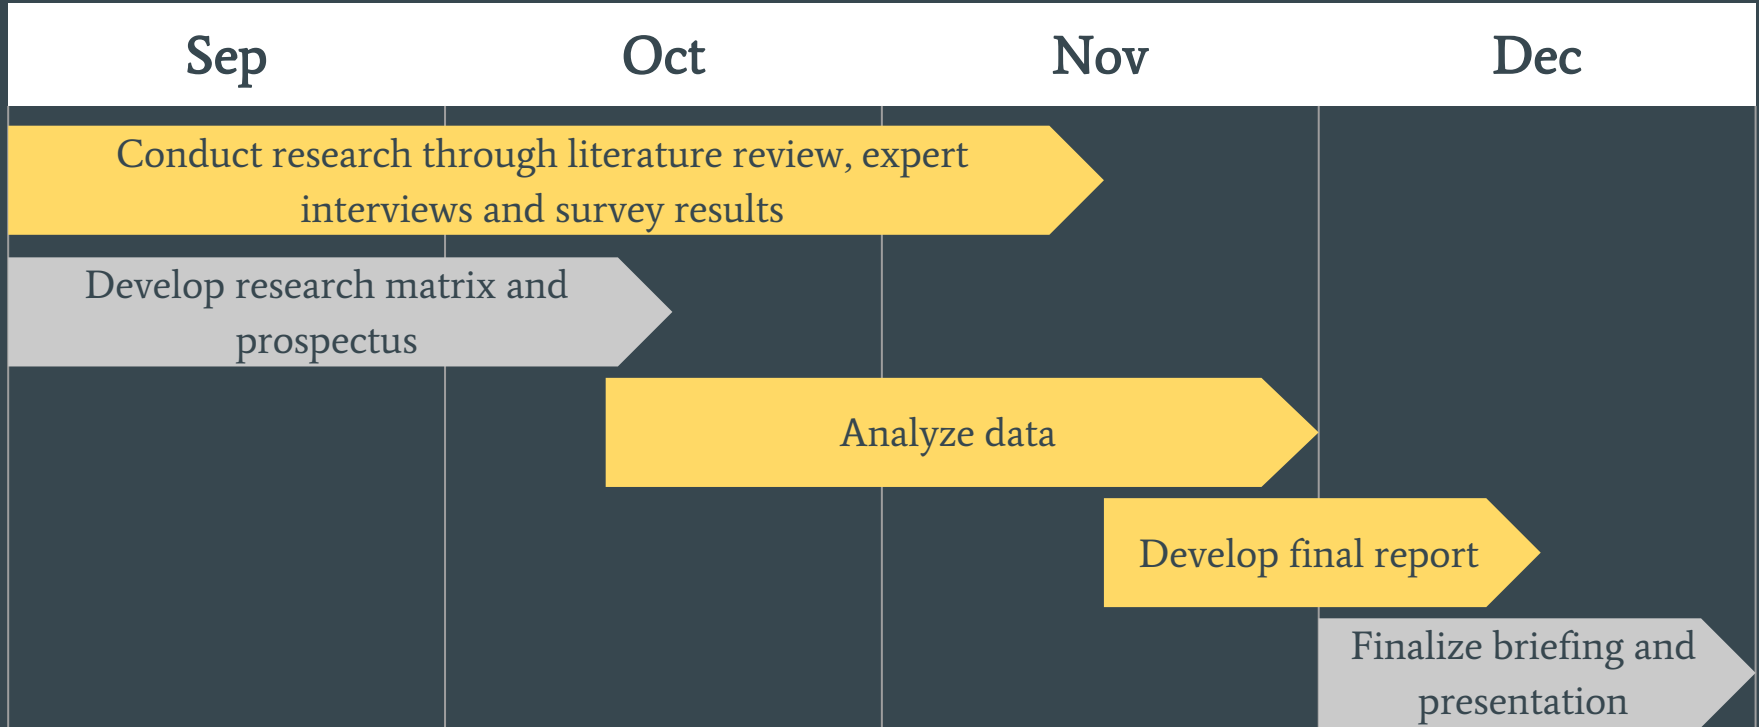 Sep Oct Nov Dec
Conduct research through literature review, expert
interviews and survey results
Develop research matrix and
prospectus
Analyze data
Develop final report
Finalize briefing and
presentation